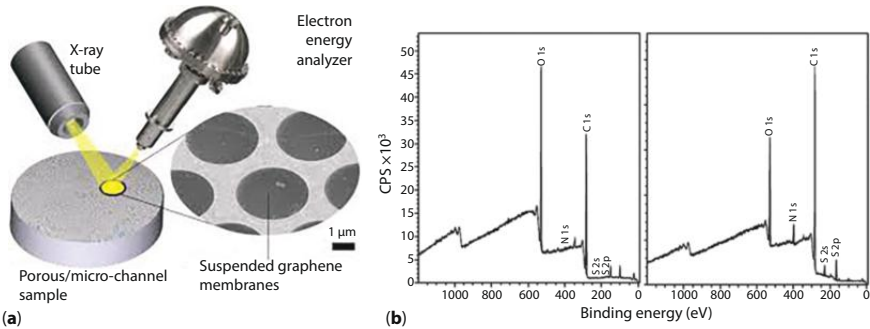 X-ray
tube
Electron
energy
analyzer
1 μm
Porous/micro-channel
sample
Suspended graphene
membranes
(a)
CPS ×10³
50
45
40
35
30
25
20
15
10
5
0
O 1s
N 1s
C 1s
S 2s
S 2p
1000 800 600 400 200 0
O 1s
N 1s
C 1s
S 2s
S 2p
1000 800 600 400 200 0
Binding energy (eV)
(b)